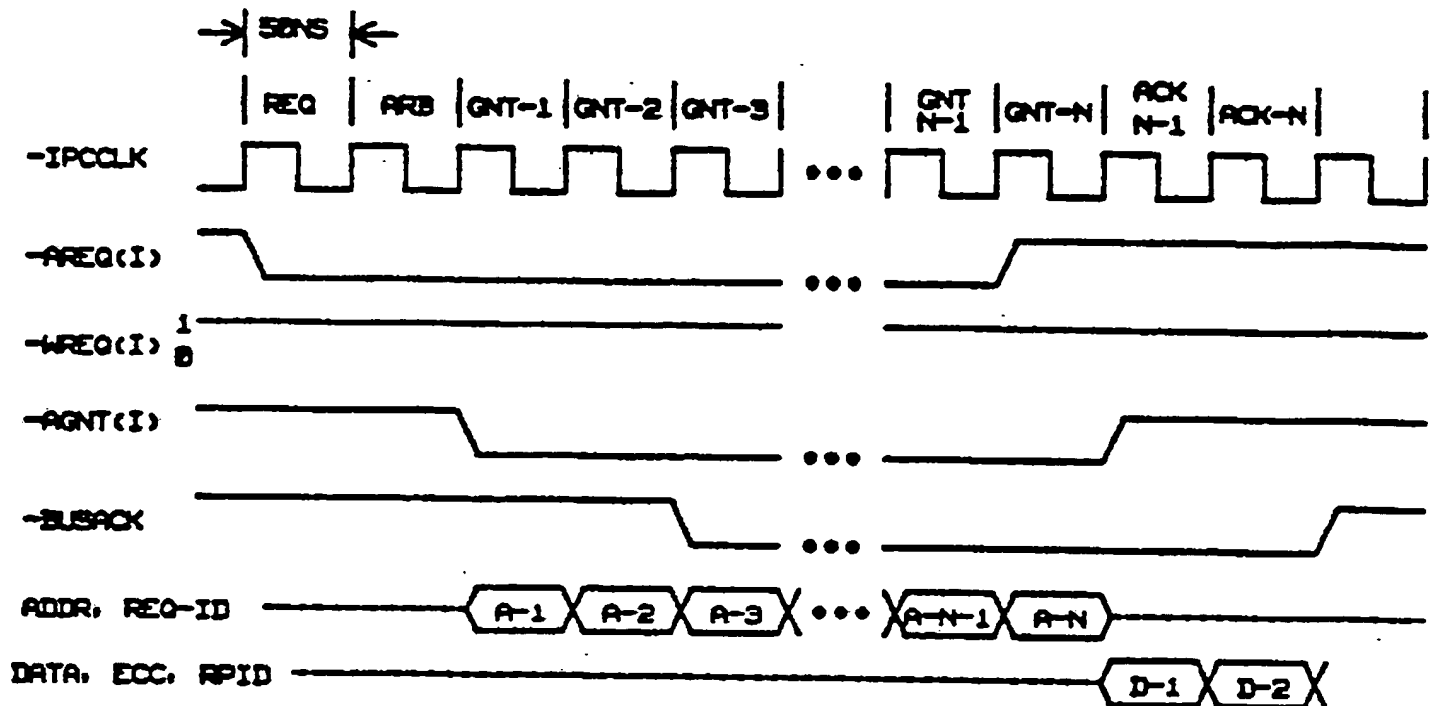 50NS
REQ ARB GNT-1 GNT-2 GNT-3 GNT N-1 GNT-N ACK N-1 ACK-N
-IPCCLK
-AREQ(I)
-WREQ(I) 1 0
-AGNT(I)
-BUSACK
ADDR, REQ-ID A-1 A-2 A-3 A-N-1 A-N
DATA, ECC, RPID D-1 D-2